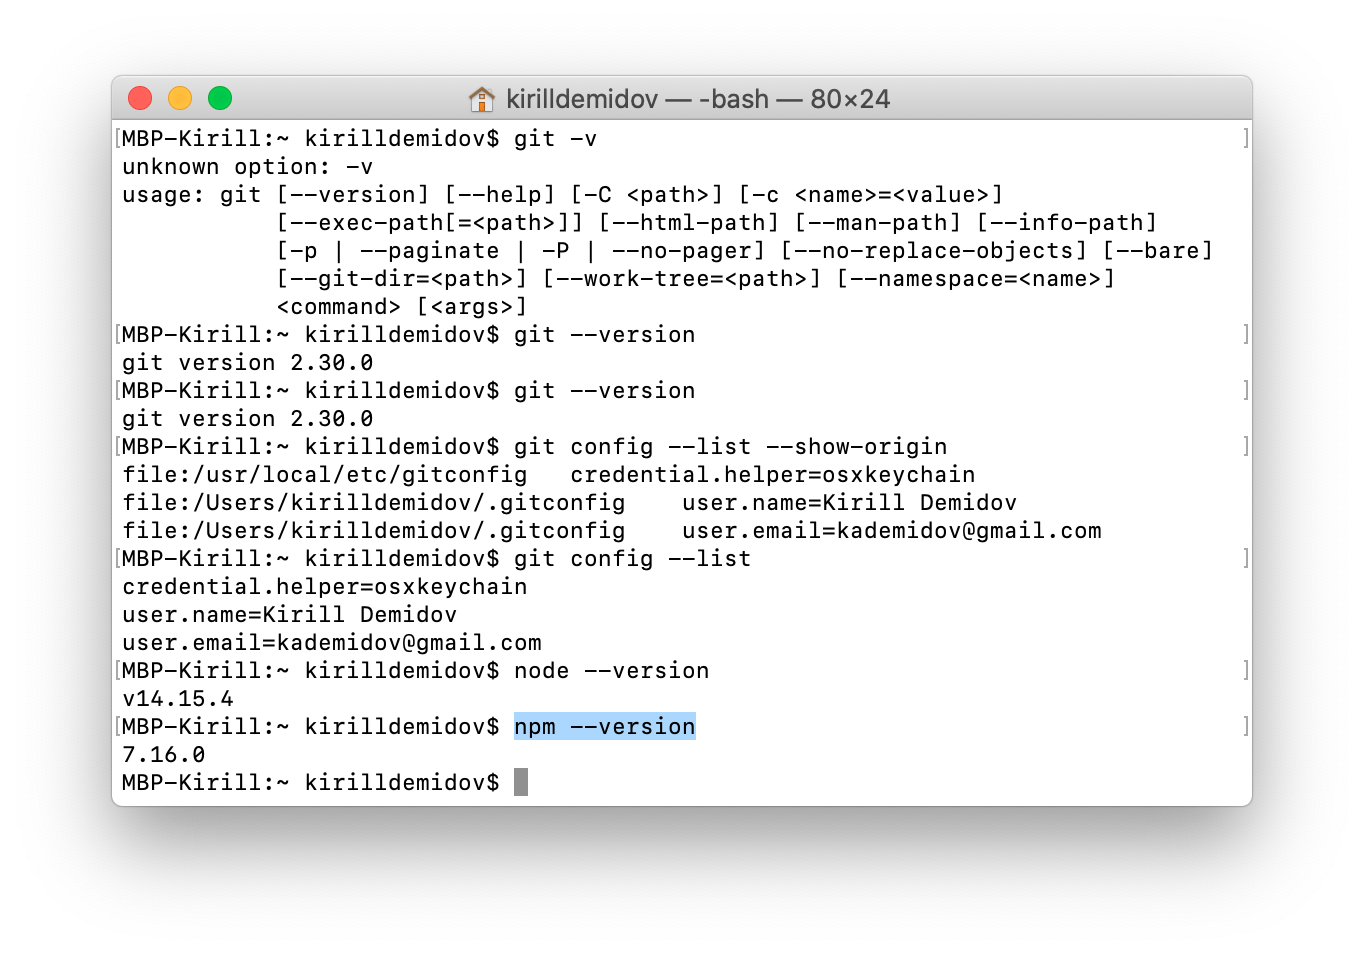 kirilldemidov — -bash — 80×24
[MBP-Kirill:~ kirilldemidov$ git -v ]
unknown option: -v
usage: git [--version] [--help] [-C <path>] [-c <name>=<value>]
           [--exec-path[=<path>]] [--html-path] [--man-path] [--info-path]
           [-p | --paginate | -P | --no-pager] [--no-replace-objects] [--bare]
           [--git-dir=<path>] [--work-tree=<path>] [--namespace=<name>]
           <command> [<args>]
[MBP-Kirill:~ kirilldemidov$ git --version ]
git version 2.30.0
[MBP-Kirill:~ kirilldemidov$ git --version ]
git version 2.30.0
[MBP-Kirill:~ kirilldemidov$ git config --list --show-origin ]
file:/usr/local/etc/gitconfig   credential.helper=osxkeychain
file:/Users/kirilldemidov/.gitconfig    user.name=Kirill Demidov
file:/Users/kirilldemidov/.gitconfig    user.email=kademidov@gmail.com
[MBP-Kirill:~ kirilldemidov$ git config --list ]
credential.helper=osxkeychain
user.name=Kirill Demidov
user.email=kademidov@gmail.com
[MBP-Kirill:~ kirilldemidov$ node --version ]
v14.15.4
[MBP-Kirill:~ kirilldemidov$ npm --version ]
7.16.0
MBP-Kirill:~ kirilldemidov$